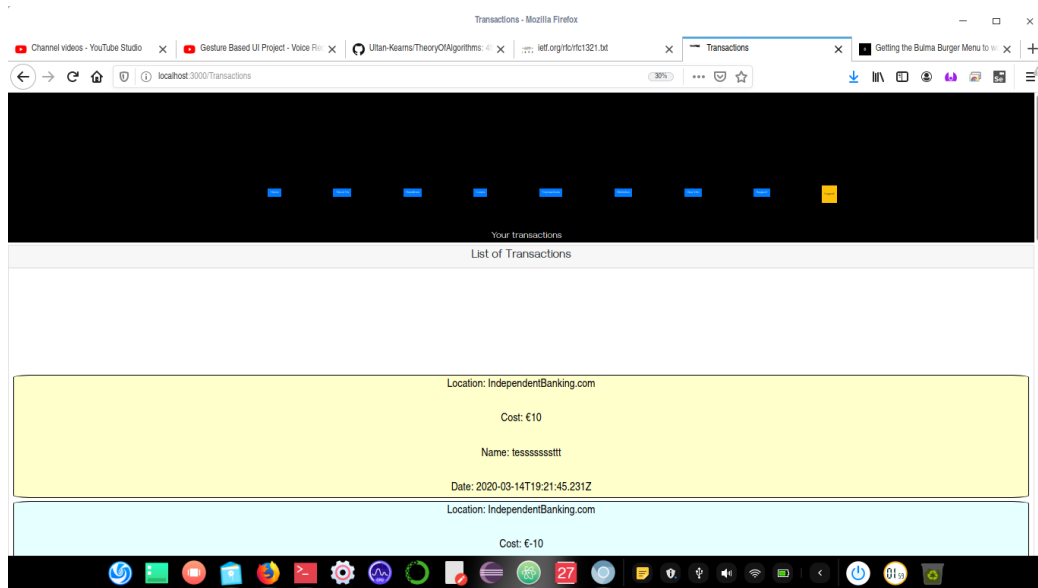 Transactions - Mozilla Firefox
Channel videos - YouTube Studio
Gesture Based UI Project - Voice Re
Ultan-Kearns/TheoryOfAlgorithms: 4
ietf.org/rfc/rfc1321.txt
Transactions
Getting the Bulma Burger Menu to w
localhost:3000/Transactions
30%
Your transactions
List of Transactions
Location: IndependentBanking.com
Cost: €10
Name: tesssssssttt
Date: 2020-03-14T19:21:45.231Z
Location: IndependentBanking.com
Cost: €-10
27